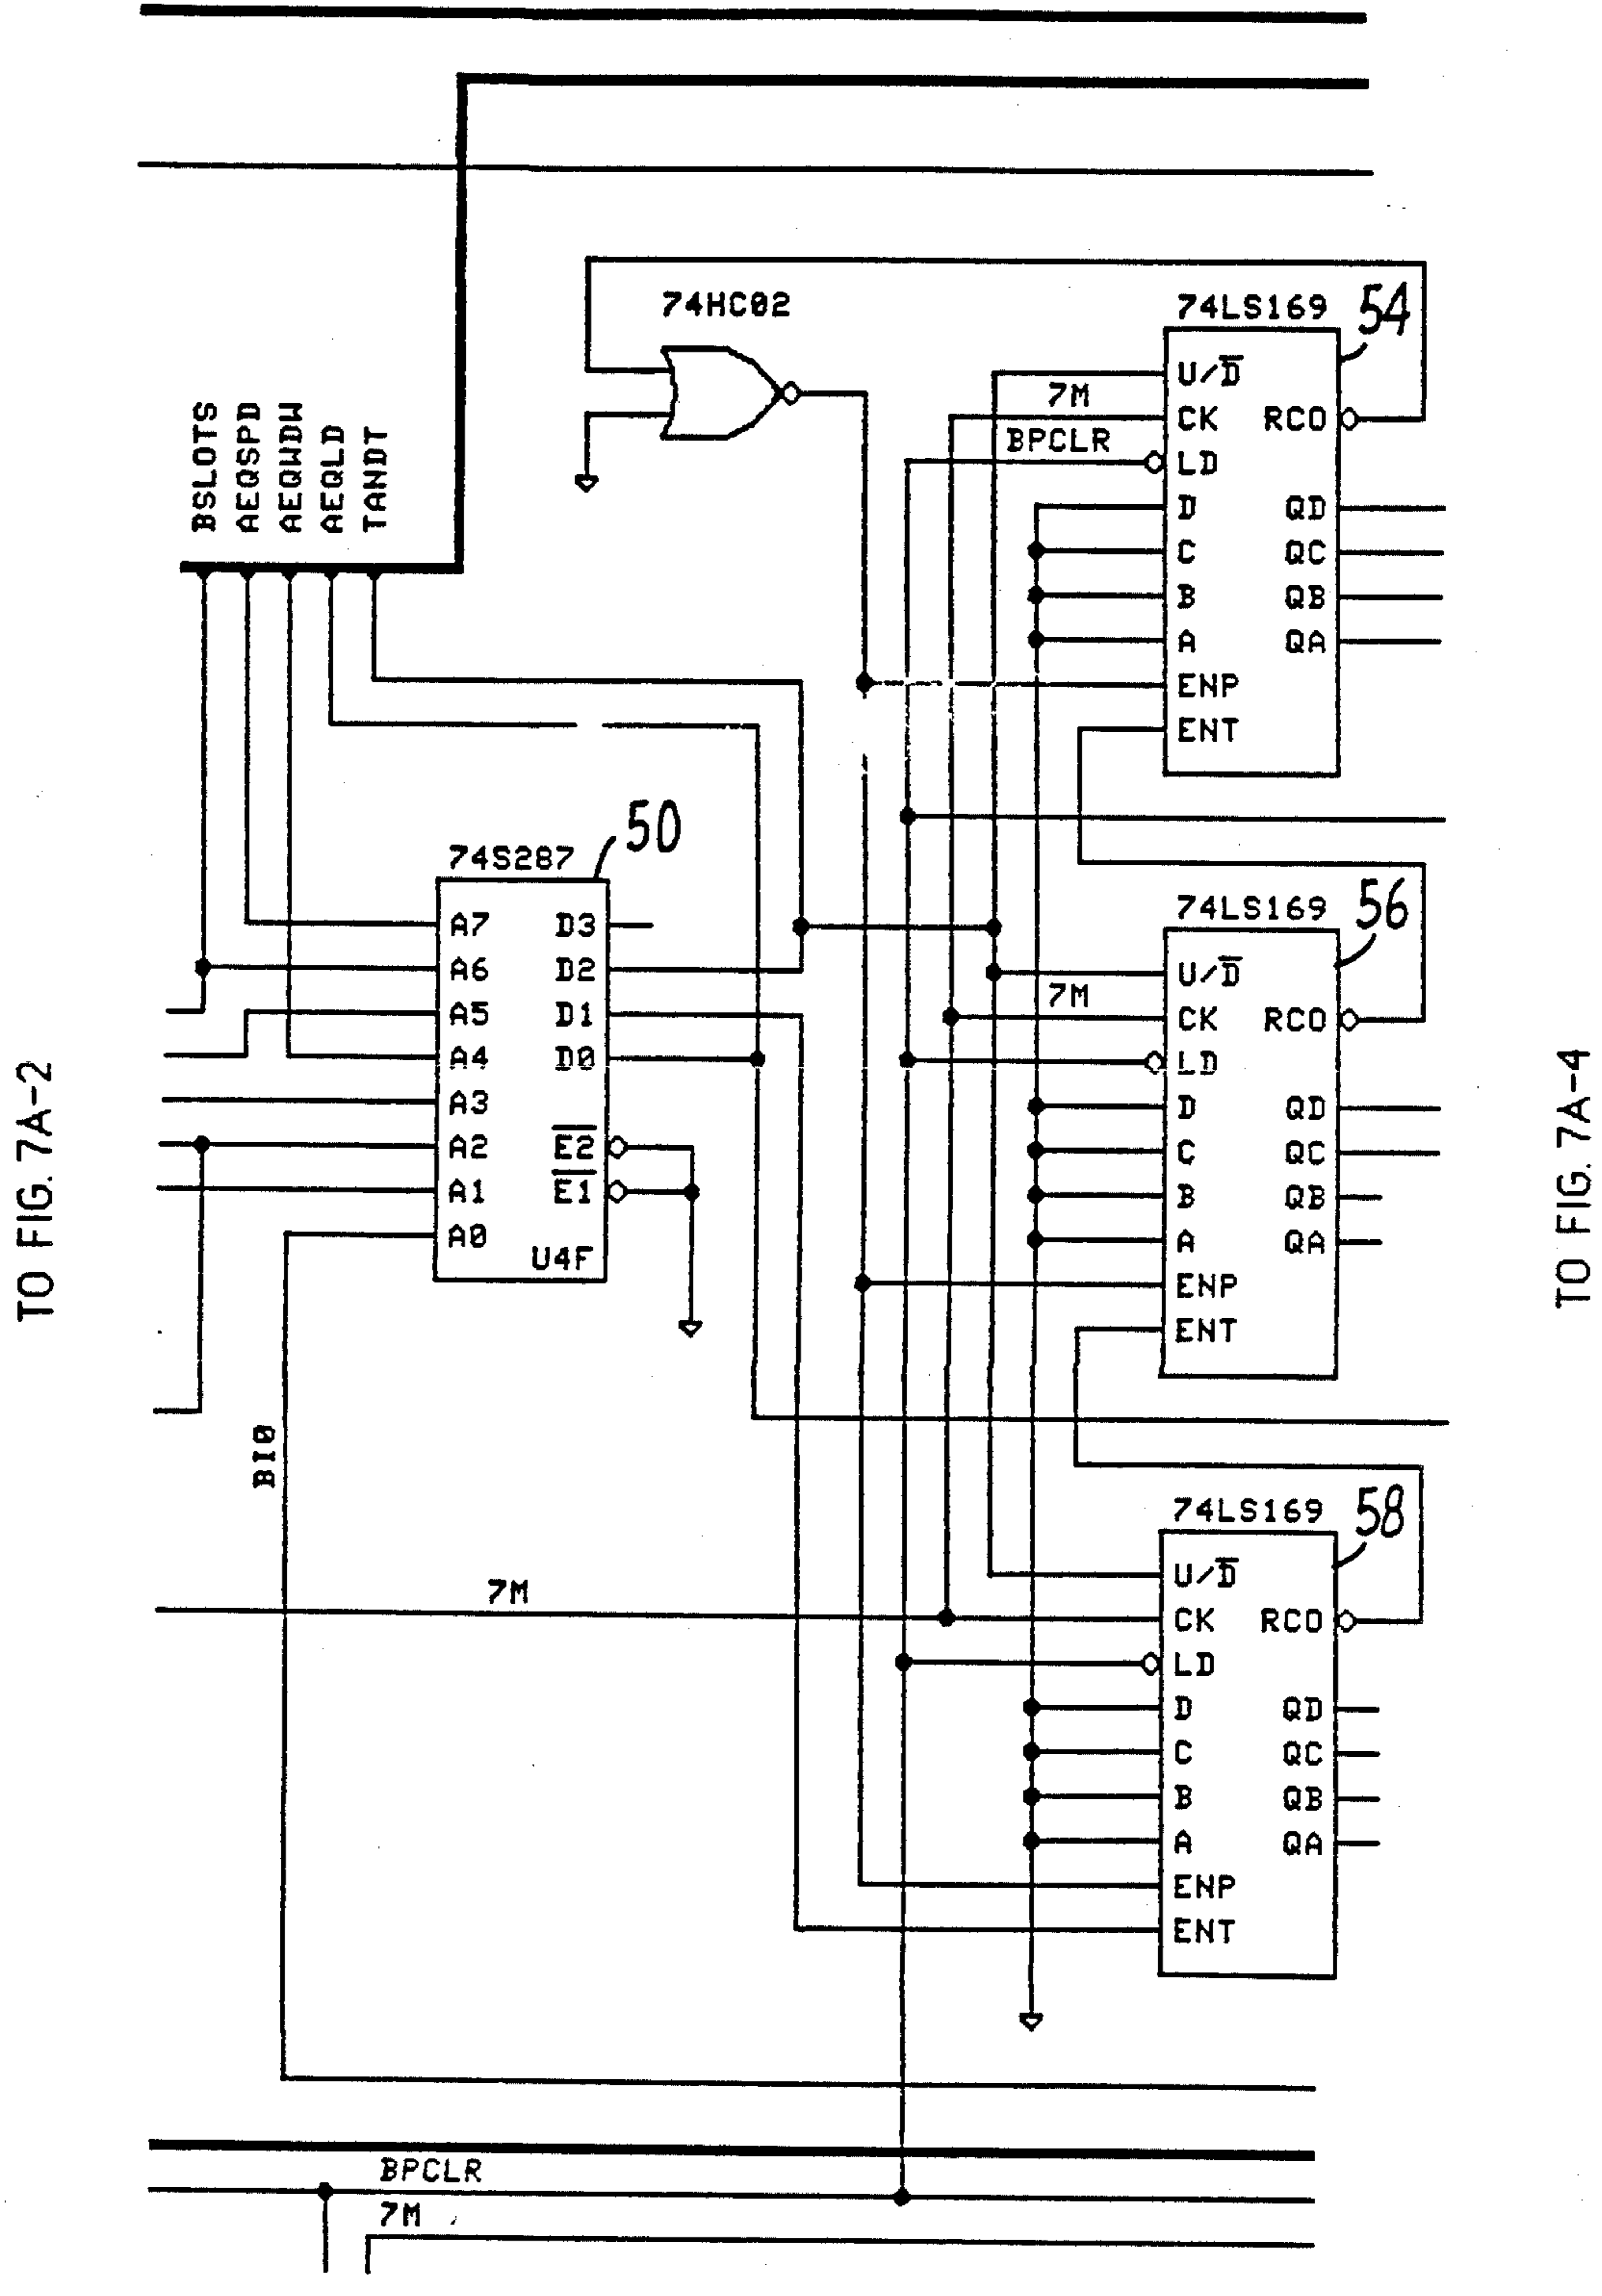 74HC02
74LS169
54
U/D̅
7M
CK
RCO
BPCLR
LD
D
QD
C
QC
B
QB
A
QA
ENP
ENT
BSLOTS
AEQSPD
AEQWDW
AEQLD
TANDT
74S287
50
A7
D3
A6
D2
A5
D1
A4
D0
A3
A2
E̅2̅
A1
E̅1̅
A0
U4F
74LS169
56
U/D̅
7M
CK
RCO
LD
D
QD
C
QC
B
QB
A
QA
ENP
ENT
TO FIG. 7A-2
TO FIG. 7A-4
BI0
74LS169
58
U/D̅
7M
CK
RCO
LD
D
QD
C
QC
B
QB
A
QA
ENP
ENT
BPCLR
7M